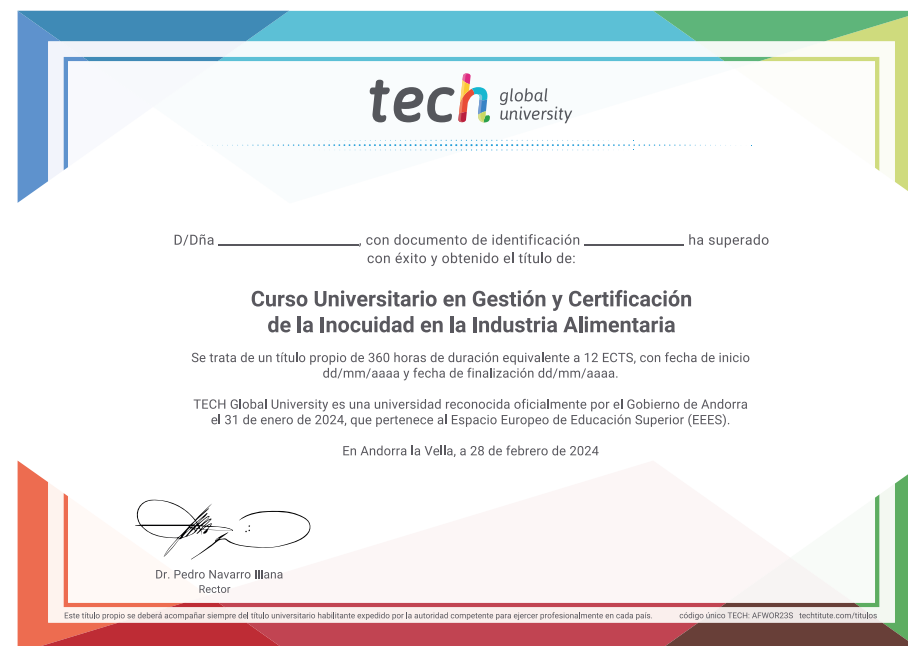 tech global university
D/Dña ______________, con documento de identificación ____________ ha superado
con éxito y obtenido el título de:
Curso Universitario en Gestión y Certificación
de la Inocuidad en la Industria Alimentaria
Se trata de un título propio de 360 horas de duración equivalente a 12 ECTS, con fecha de inicio
dd/mm/aaaa y fecha de finalización dd/mm/aaaa.
TECH Global University es una universidad reconocida oficialmente por el Gobierno de Andorra
el 31 de enero de 2024, que pertenece al Espacio Europeo de Educación Superior (EEES).
En Andorra la Vella, a 28 de febrero de 2024
Dr. Pedro Navarro Illana
Rector
Este título propio se deberá acompañar siempre del título universitario habilitante expedido por la autoridad competente para ejercer profesionalmente en cada país. código único TECH: AFWOR23S techtitute.com/titulos